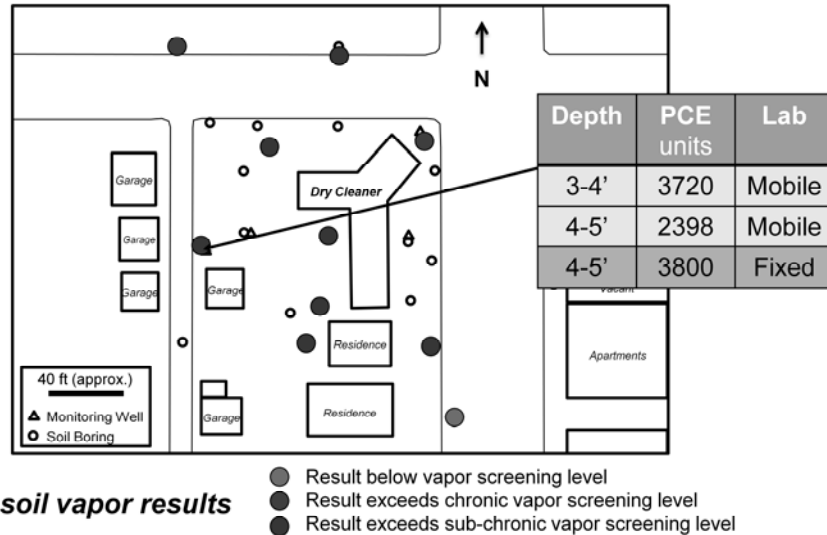 N
Depth PCE units Lab
3-4’ 3720 Mobile
4-5’ 2398 Mobile
4-5’ 3800 Fixed
Garage
Dry Cleaner
Garage
Garage
Garage
Vacant
Residence
Apartments
40 ft (approx.)
Monitoring Well
Soil Boring
Garage
Residence
soil vapor results
Result below vapor screening level
Result exceeds chronic vapor screening level
Result exceeds sub-chronic vapor screening level